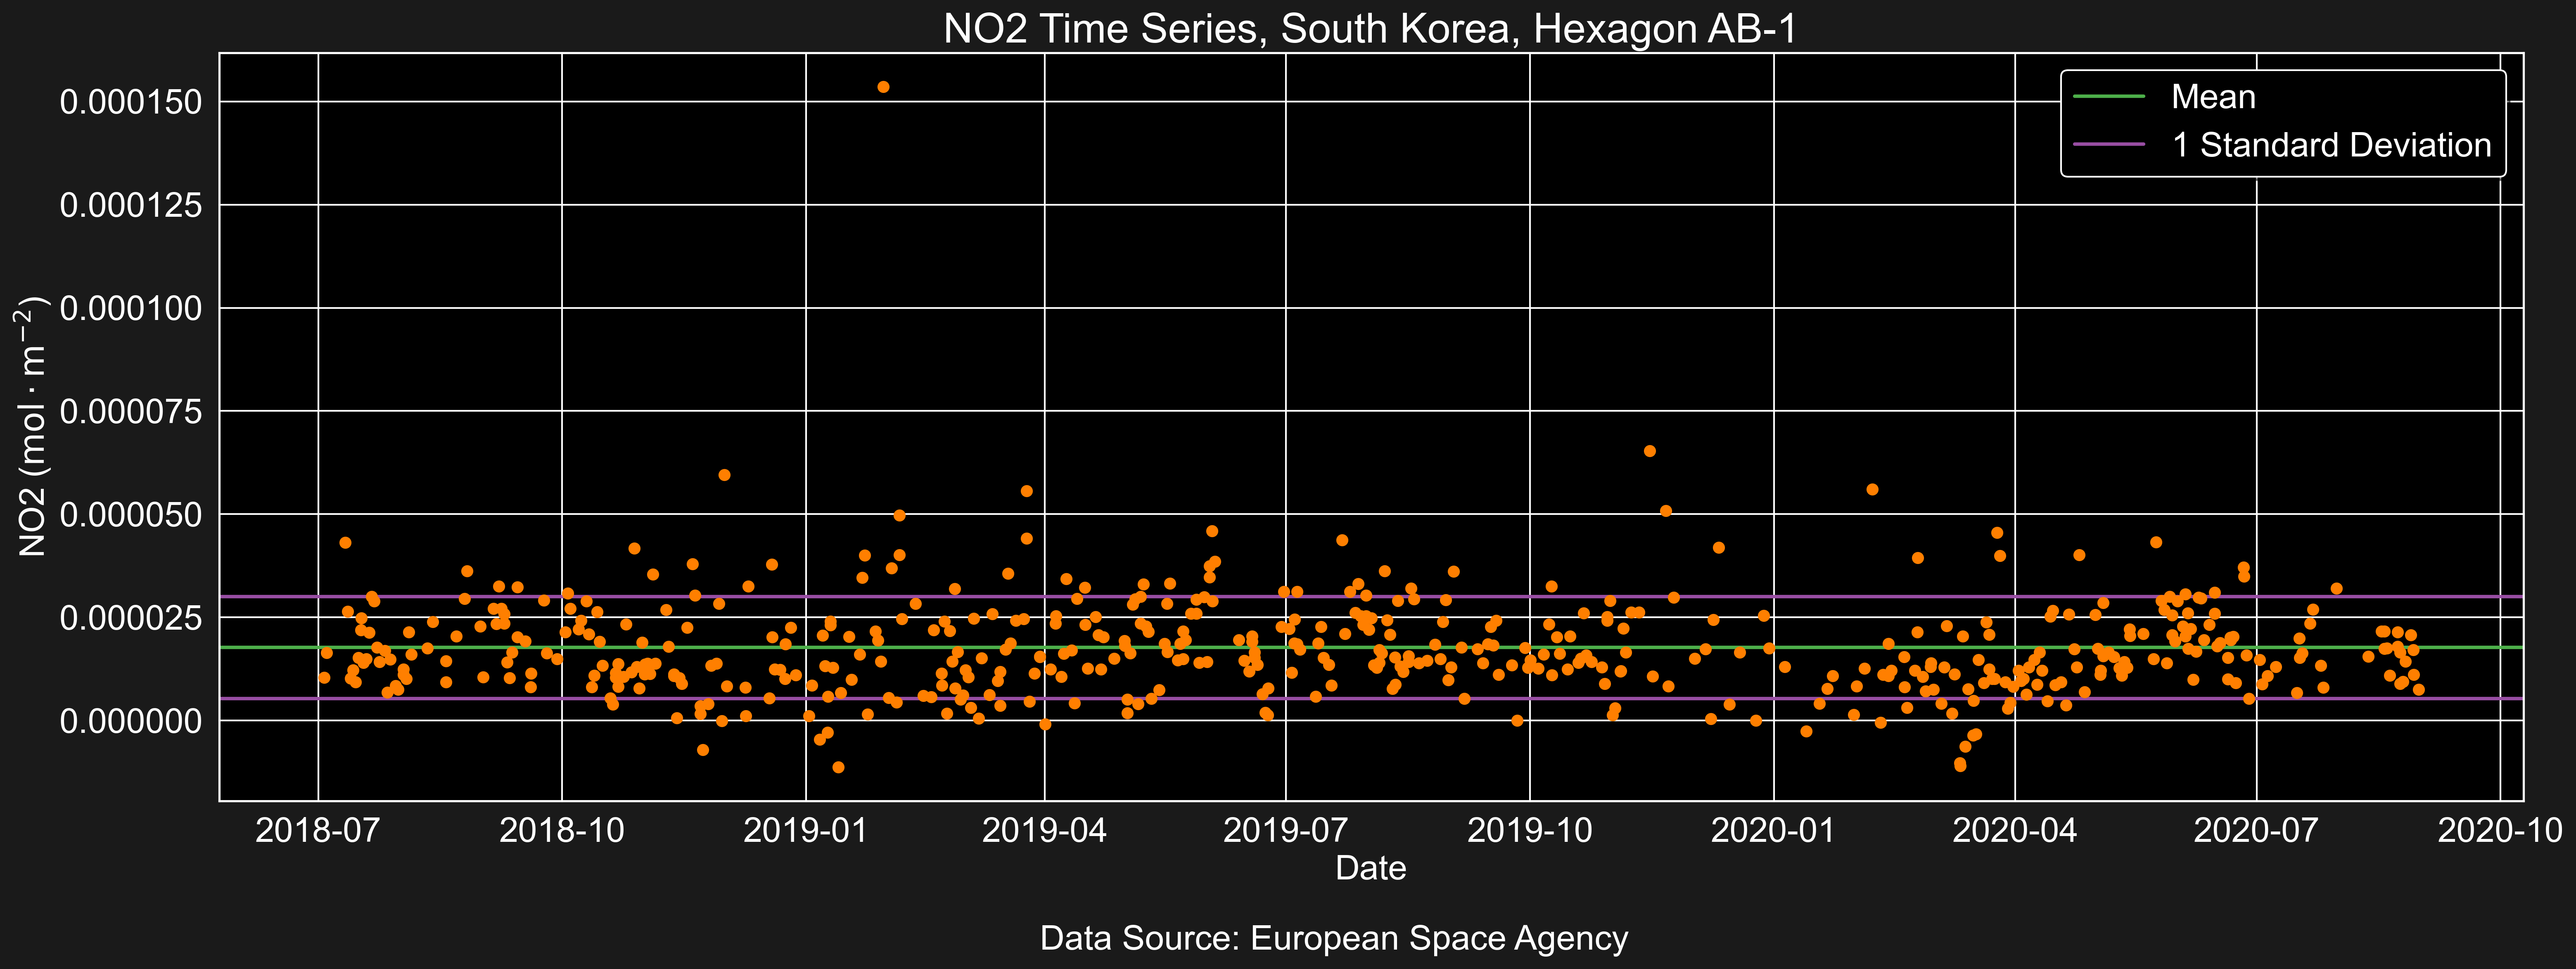 NO2 Time Series, South Korea, Hexagon AB-1
Mean
1 Standard Deviation
NO2 (mol · m⁻²)
0.000150
0.000125
0.000100
0.000075
0.000050
0.000025
0.000000
2018-07 2018-10 2019-01 2019-04 2019-07 2019-10 2020-01 2020-04 2020-07 2020-10
Date
Data Source: European Space Agency